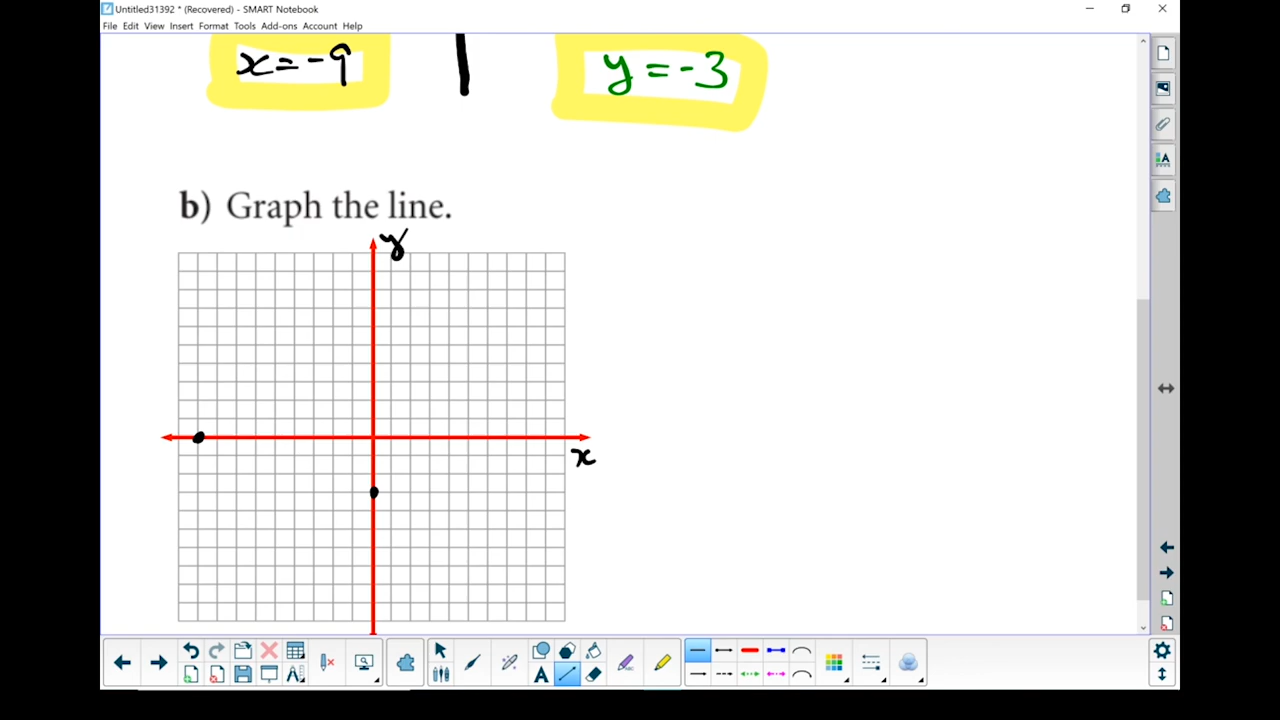 Untitled31392 * (Recovered) - SMART Notebook
File Edit View Insert Format Tools Add-ons Account Help
x = -9
y = -3
b) Graph the line.
y
x